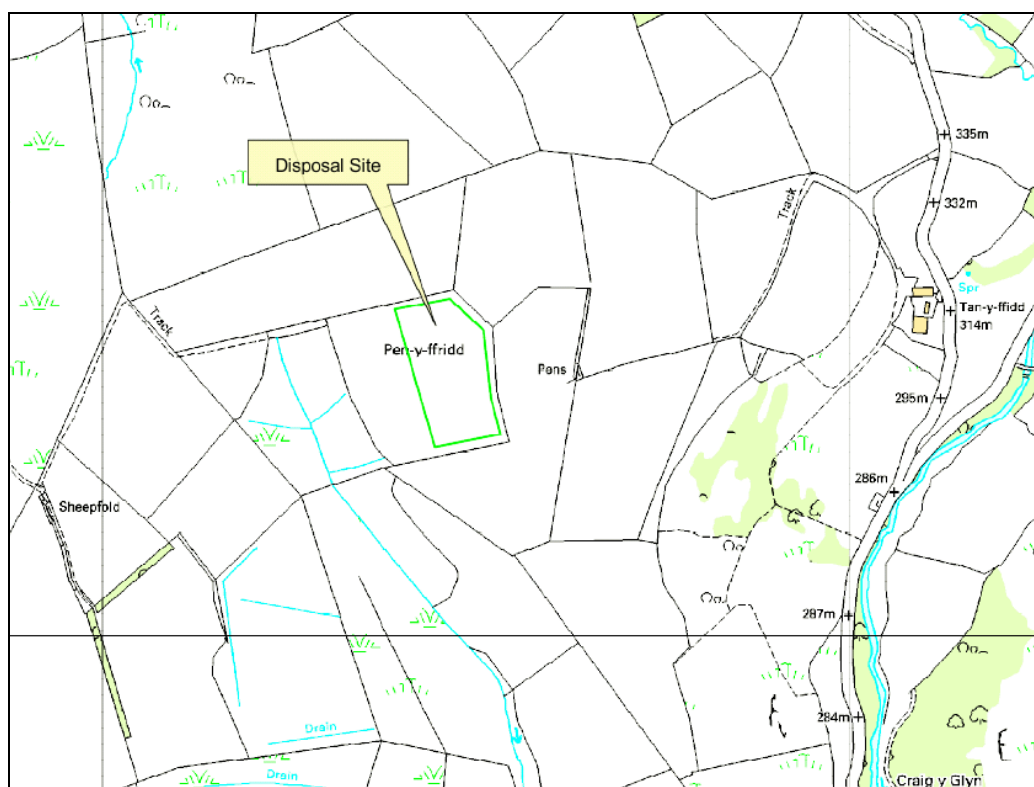 335m
Disposal Site
Track
332m
Spr
Tan-y-ffidd
314m
Track
Pen-y-ffridd
Pens
295m
286m
Sheepfold
287m
284m
Drain
Drain
Craig y Glyn